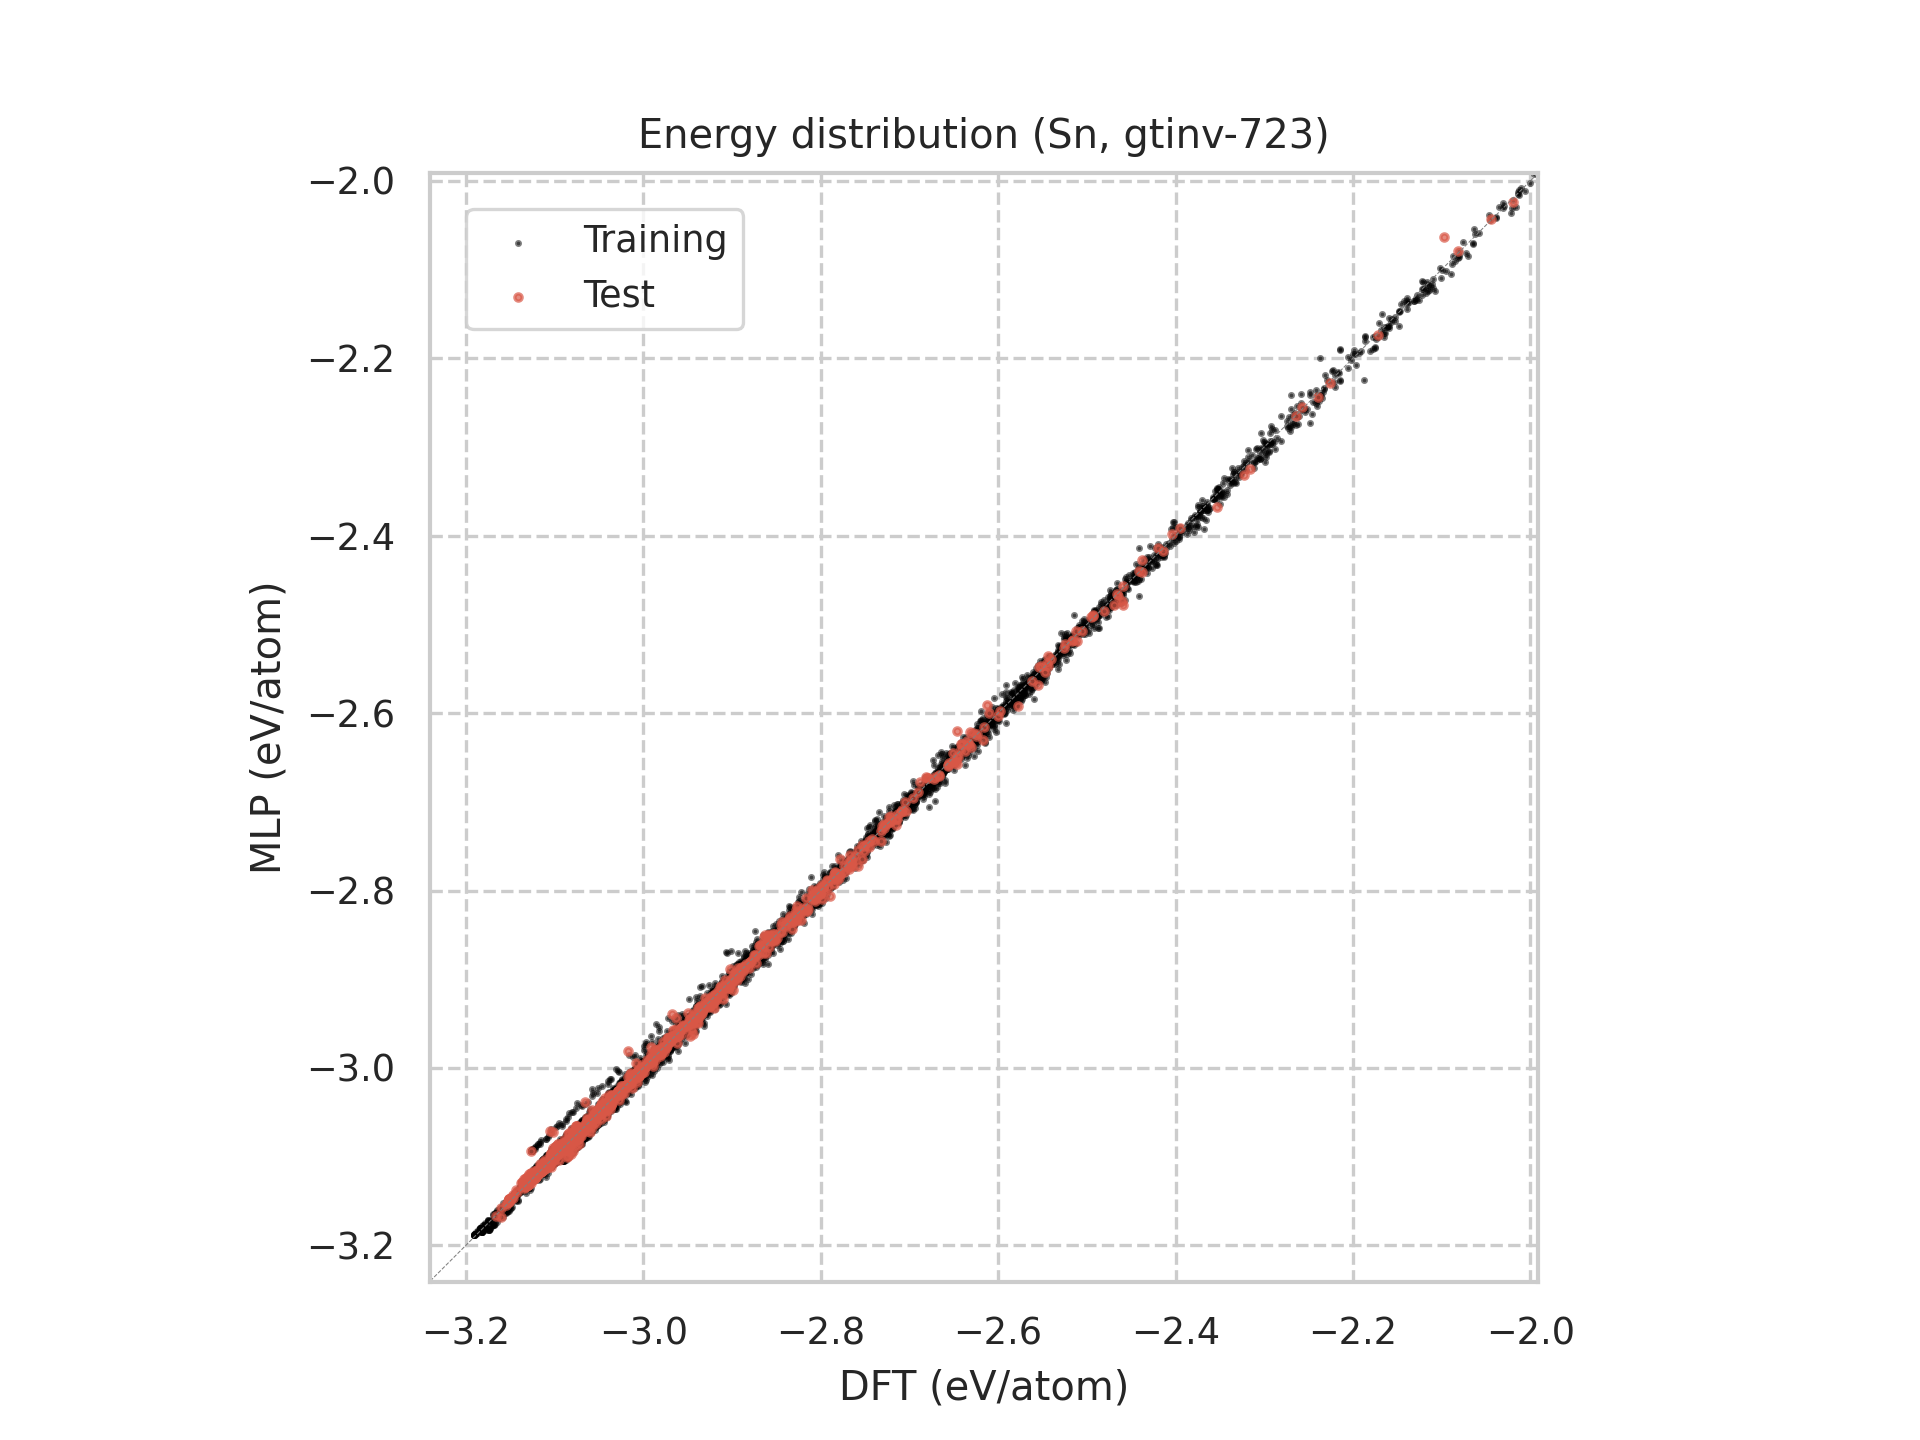 Energy distribution (Sn, gtinv-723)
Training
Test
−2.0
−2.2
−2.4
−2.6
−2.8
−3.0
−3.2
MLP (eV/atom)
−3.2 −3.0 −2.8 −2.6 −2.4 −2.2 −2.0
DFT (eV/atom)